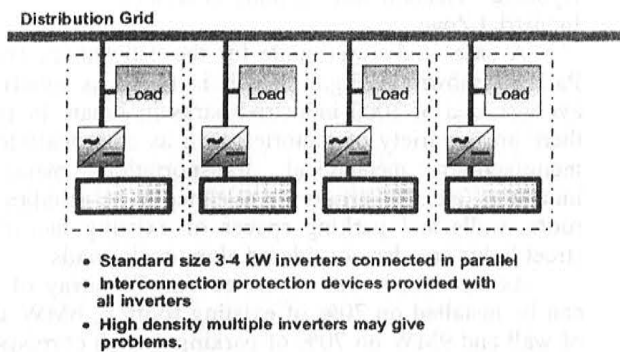 Distribution Grid
Load Load Load Load
• Standard size 3-4 kW inverters connected in parallel
• Interconnection protection devices provided with
all inverters
• High density multiple inverters may give
problems.